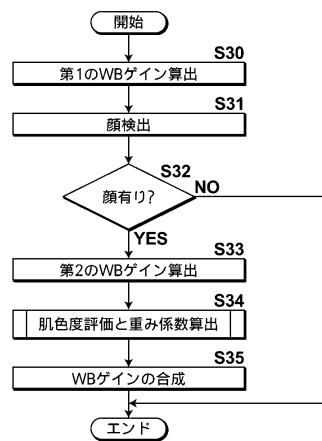 開始
S30
第1のWBゲイン算出
S31
顔検出
S32
顔有り?
NO
YES
S33
第2のWBゲイン算出
S34
肌色度評価と重み係数算出
S35
WBゲインの合成
エンド